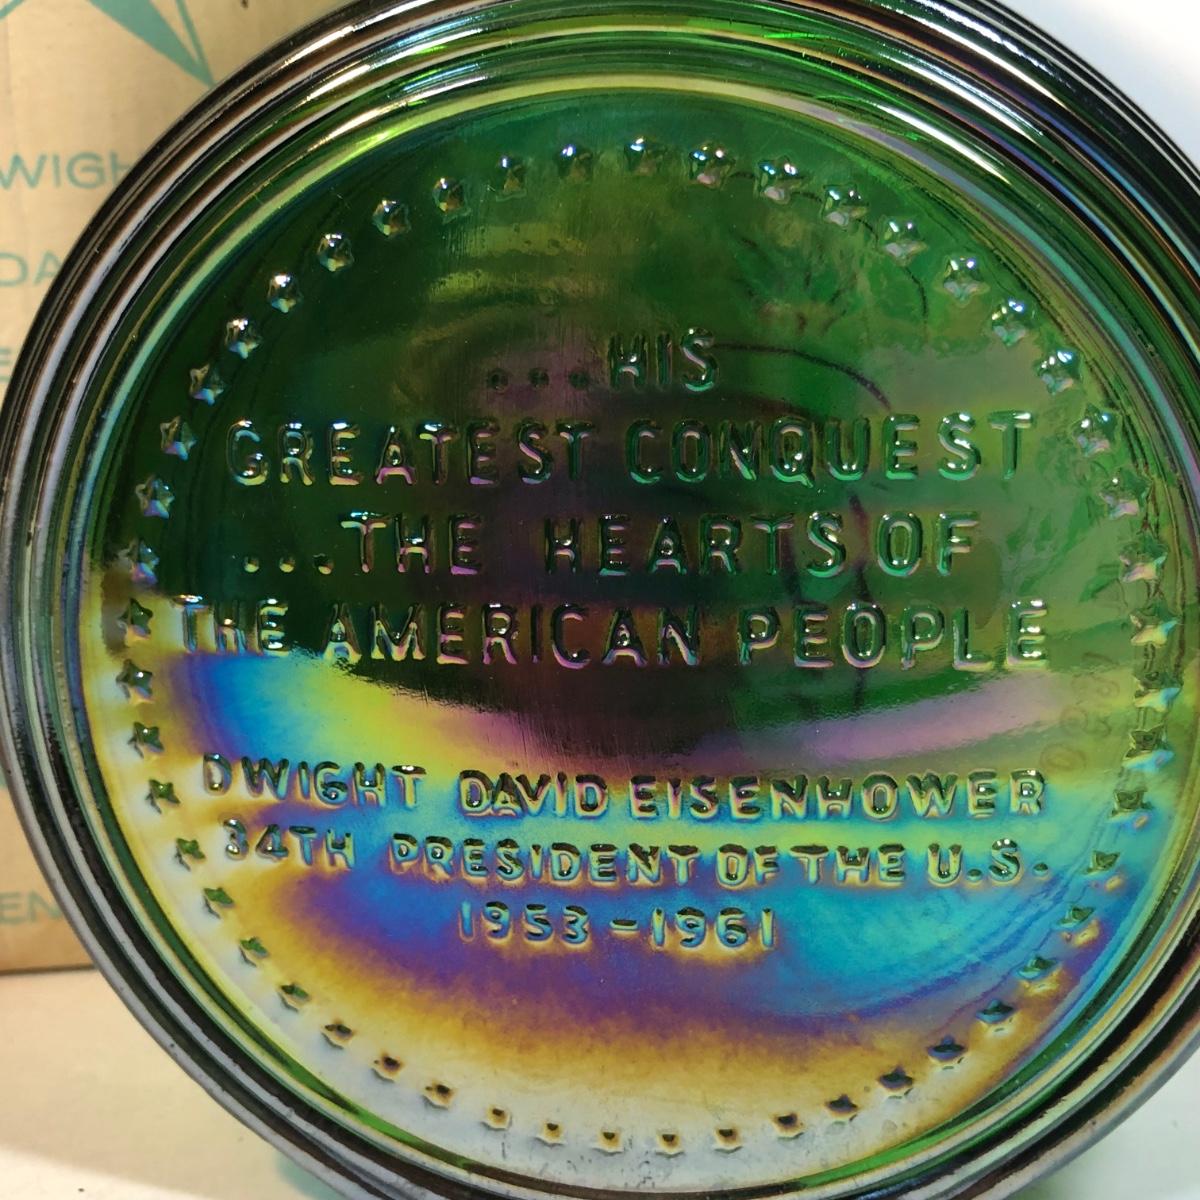 ...HIS
GREATEST CONQUEST
...THE HEARTS OF
THE AMERICAN PEOPLE
DWIGHT DAVID EISENHOWER
34TH PRESIDENT OF THE U.S.
1953-1961